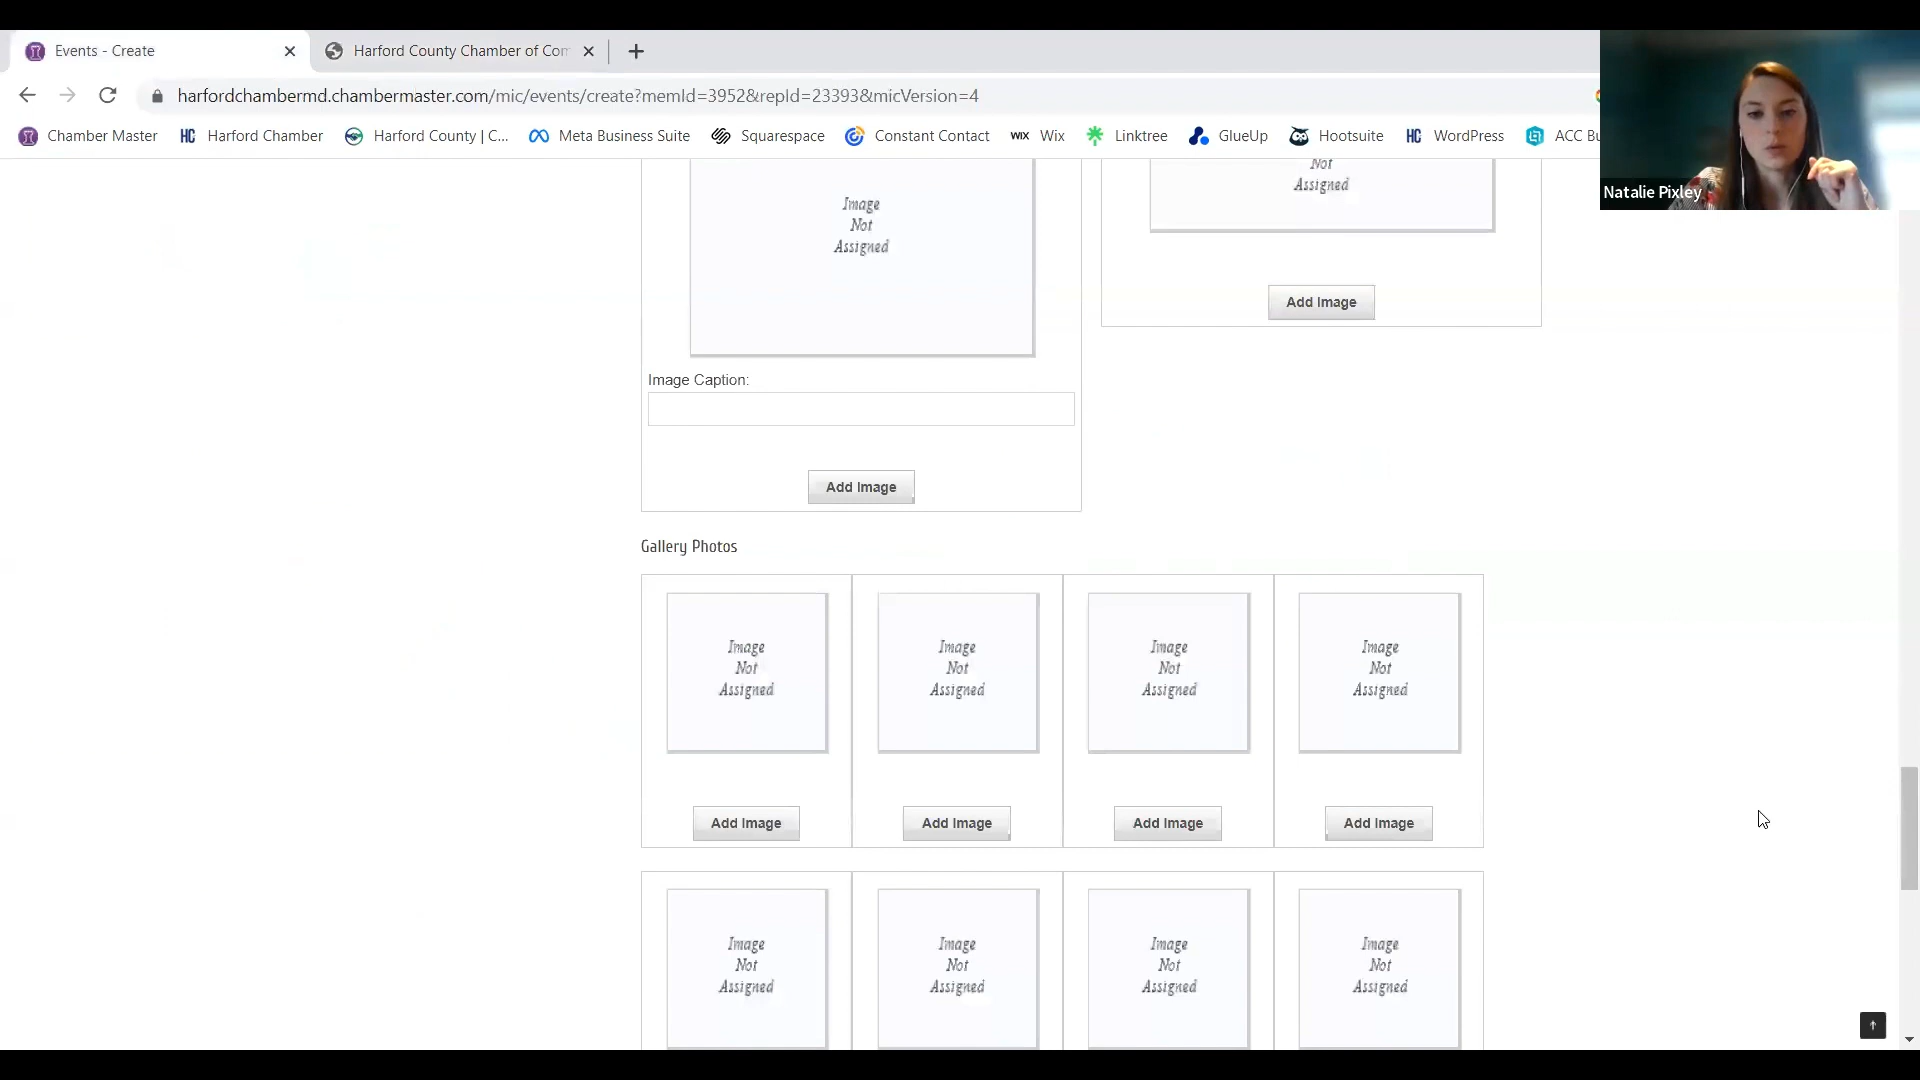 Events - Create
Harford County Chamber of Com
harfordchambermd.chambermaster.com/mic/events/create?memId=3952&repId=23393&micVersion=4
Chamber Master
HC Harford Chamber
Harford County | C...
Meta Business Suite
Squarespace
Constant Contact
WIX Wix
Linktree
GlueUp
Hootsuite
HC WordPress
ACC Bu
Natalie Pixley
Image
Not
Assigned
Not
Assigned
Add Image
Image Caption:
Add Image
Gallery Photos
Image
Not
Assigned
Image
Not
Assigned
Image
Not
Assigned
Image
Not
Assigned
Add Image
Add Image
Add Image
Add Image
Image
Not
Assigned
Image
Not
Assigned
Image
Not
Assigned
Image
Not
Assigned